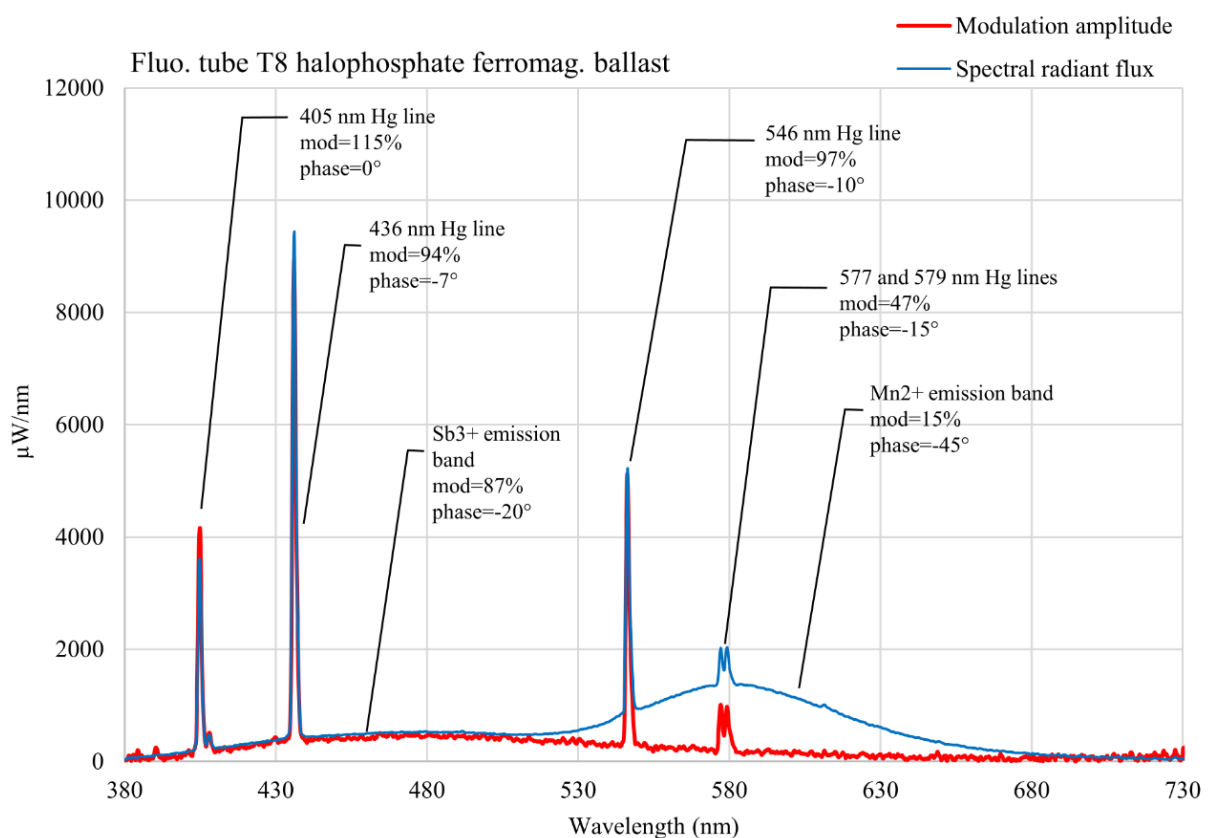 Modulation amplitude
Fluo. tube T8 halophosphate ferromag. ballast
Spectral radiant flux
12000
10000
8000
6000
4000
2000
0
µW/nm
405 nm Hg line
mod=115%
phase=0°
436 nm Hg line
mod=94%
phase=-7°
Sb3+ emission
band
mod=87%
phase=-20°
546 nm Hg line
mod=97%
phase=-10°
577 and 579 nm Hg lines
mod=47%
phase=-15°
Mn2+ emission band
mod=15%
phase=-45°
380 430 480 530 580 630 680 730
Wavelength (nm)